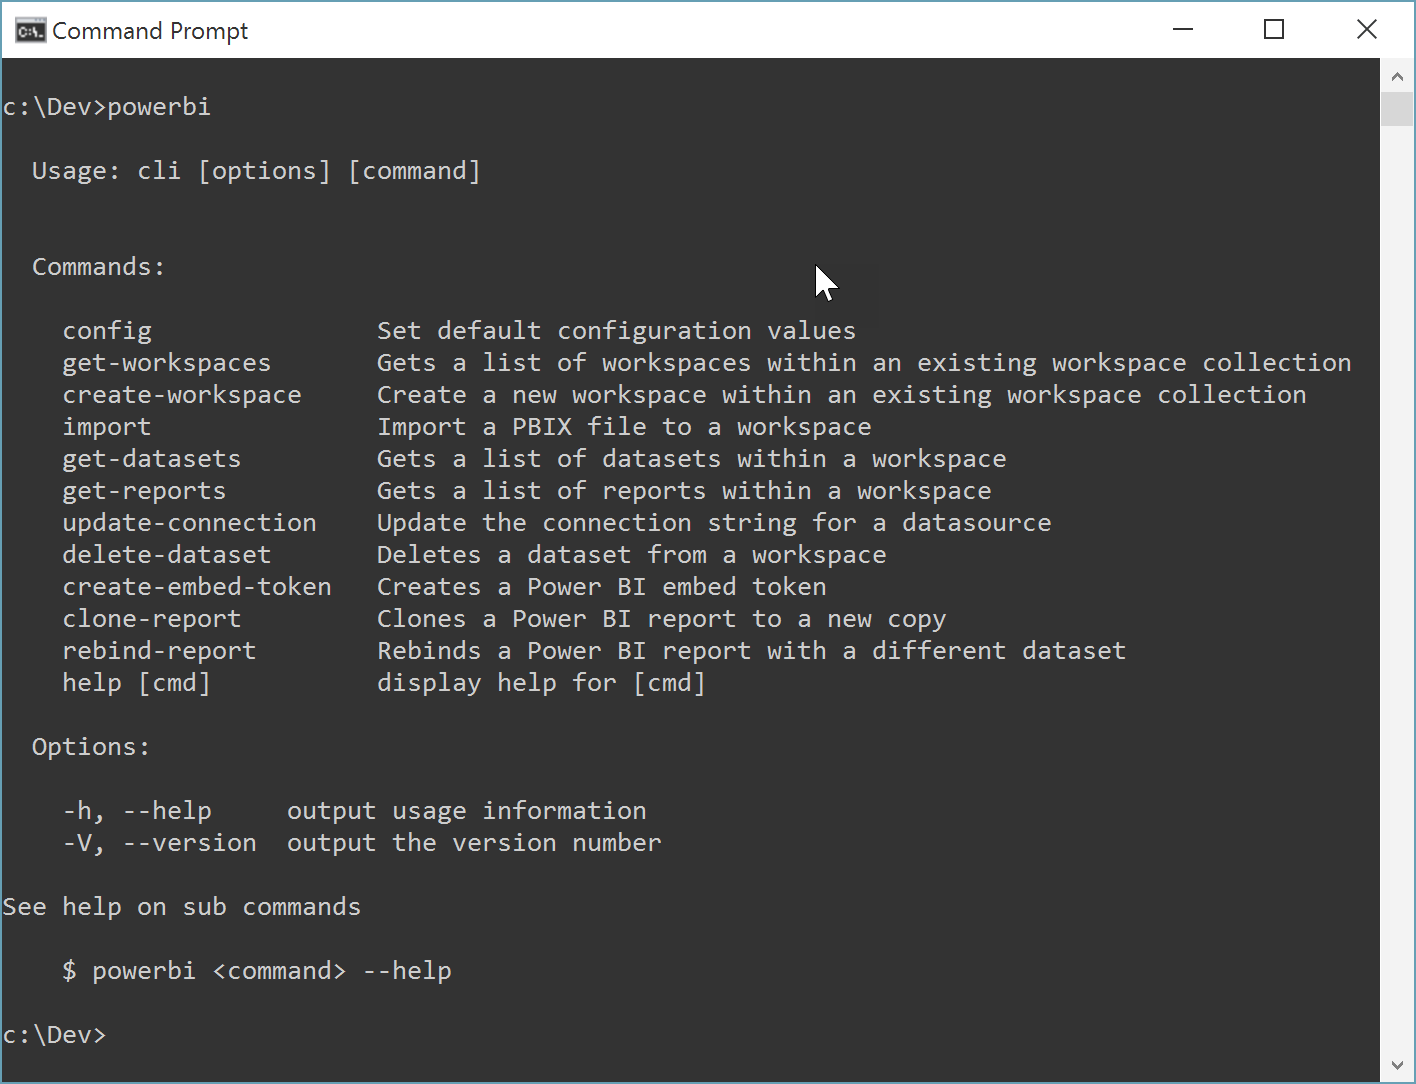 Command Prompt
c:\Dev>powerbi
Usage: cli [options] [command]
Commands:
config Set default configuration values
get-workspaces Gets a list of workspaces within an existing workspace collection
create-workspace Create a new workspace within an existing workspace collection
import Import a PBIX file to a workspace
get-datasets Gets a list of datasets within a workspace
get-reports Gets a list of reports within a workspace
update-connection Update the connection string for a datasource
delete-dataset Deletes a dataset from a workspace
create-embed-token Creates a Power BI embed token
clone-report Clones a Power BI report to a new copy
rebind-report Rebinds a Power BI report with a different dataset
help [cmd] display help for [cmd]
Options:
-h, --help output usage information
-V, --version output the version number
See help on sub commands
$ powerbi <command> --help
c:\Dev>